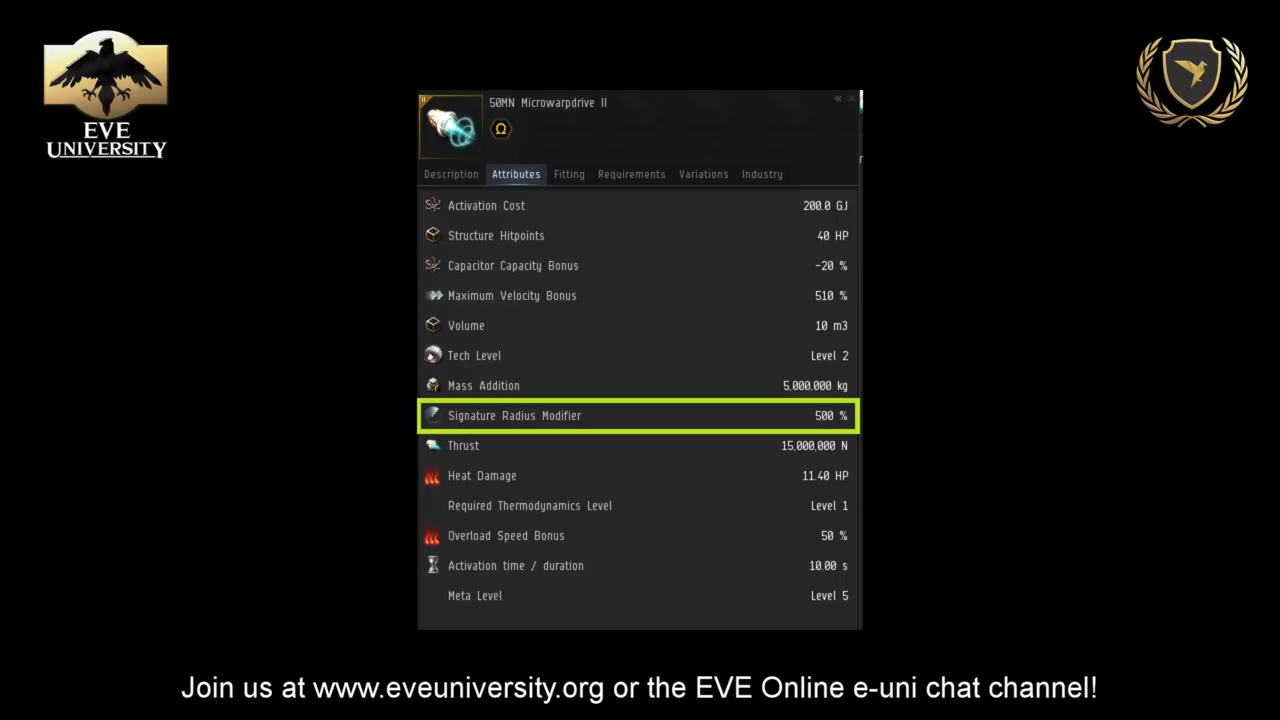 EVE
UNIVERSITY
II
50MN Microwarpdrive II
Ω
Description Attributes Fitting Requirements Variations Industry
Activation Cost 200.0 GJ
Structure Hitpoints 40 HP
Capacitor Capacity Bonus -20 %
Maximum Velocity Bonus 510 %
Volume 10 m3
Tech Level Level 2
Mass Addition 5,000,000 kg
Signature Radius Modifier 500 %
Thrust 15,000,000 N
Heat Damage 11.40 HP
Required Thermodynamics Level Level 1
Overload Speed Bonus 50 %
Activation time / duration 10.00 s
Meta Level Level 5
Join us at www.eveuniversity.org or the EVE Online e-uni chat channel!